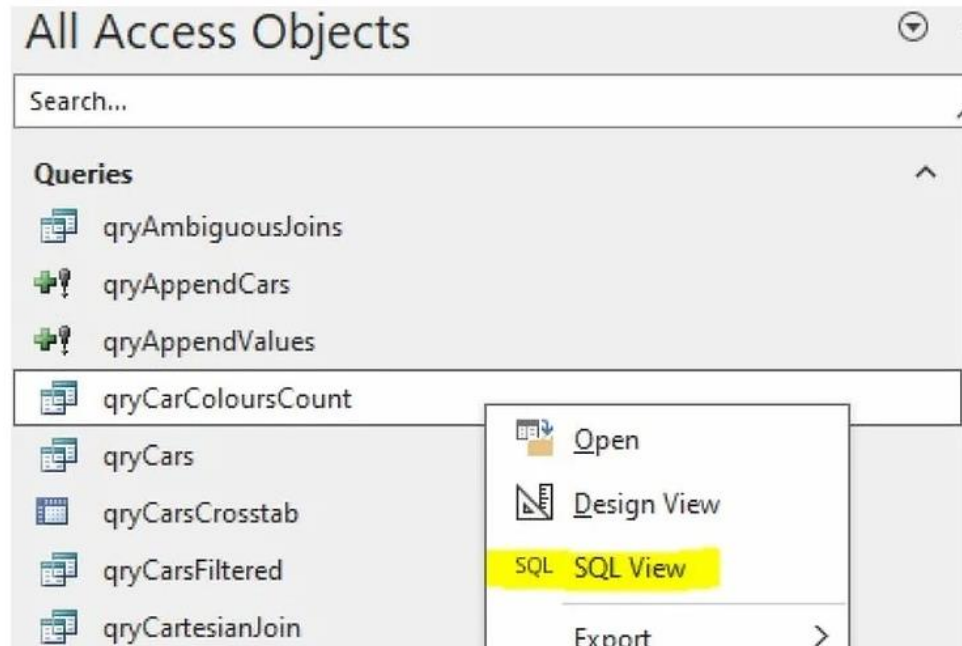 All Access Objects
Search...
Queries
qryAmbiguousJoins
qryAppendCars
qryAppendValues
qryCarColoursCount
qryCars
qryCarsCrosstab
qryCarsFiltered
qryCartesianJoin
Open
Design View
SQL SQL View
Export